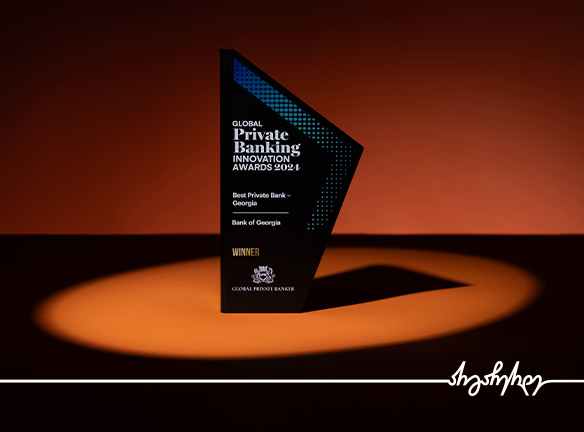 GLOBAL
Private
Banking
INNOVATION
AWARDS 2024
Best Private Bank –
Georgia
Bank of Georgia
WINNER
GLOBAL PRIVATE BANKER